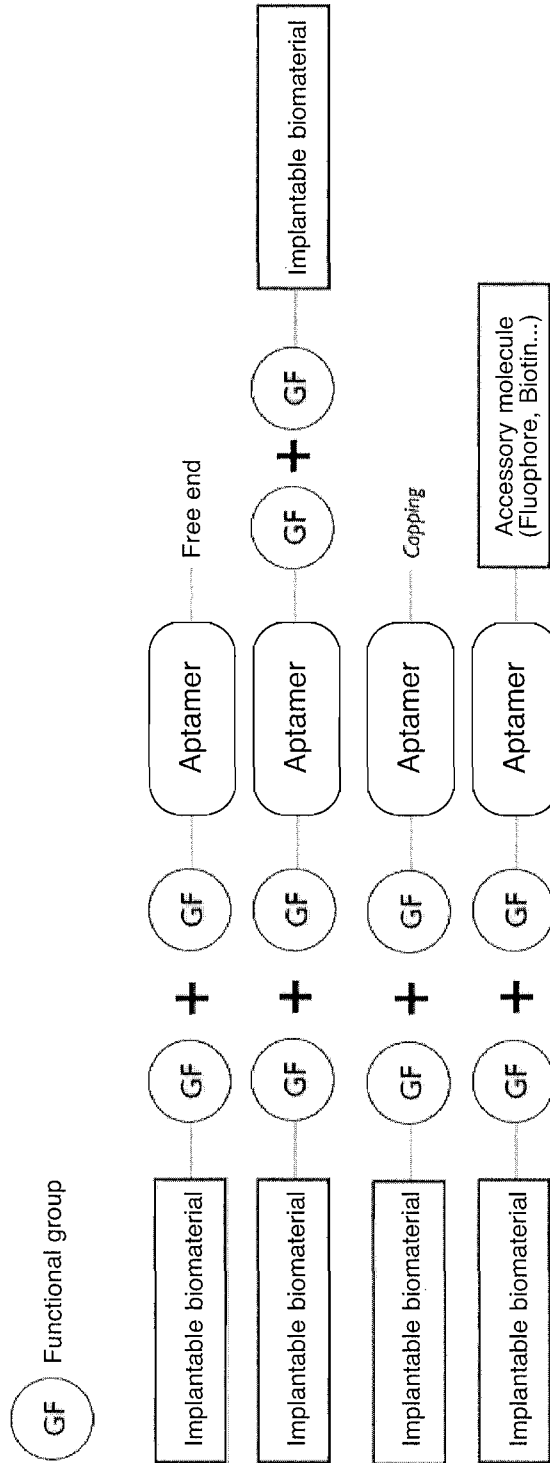 GF Functional group
Implantable biomaterial GF + GF Aptamer Free end
Implantable biomaterial GF + GF Aptamer GF + GF Implantable biomaterial
Implantable biomaterial GF + GF Aptamer Capping
Implantable biomaterial GF + GF Aptamer Accessory molecule
(Fluophore, Biotin...)